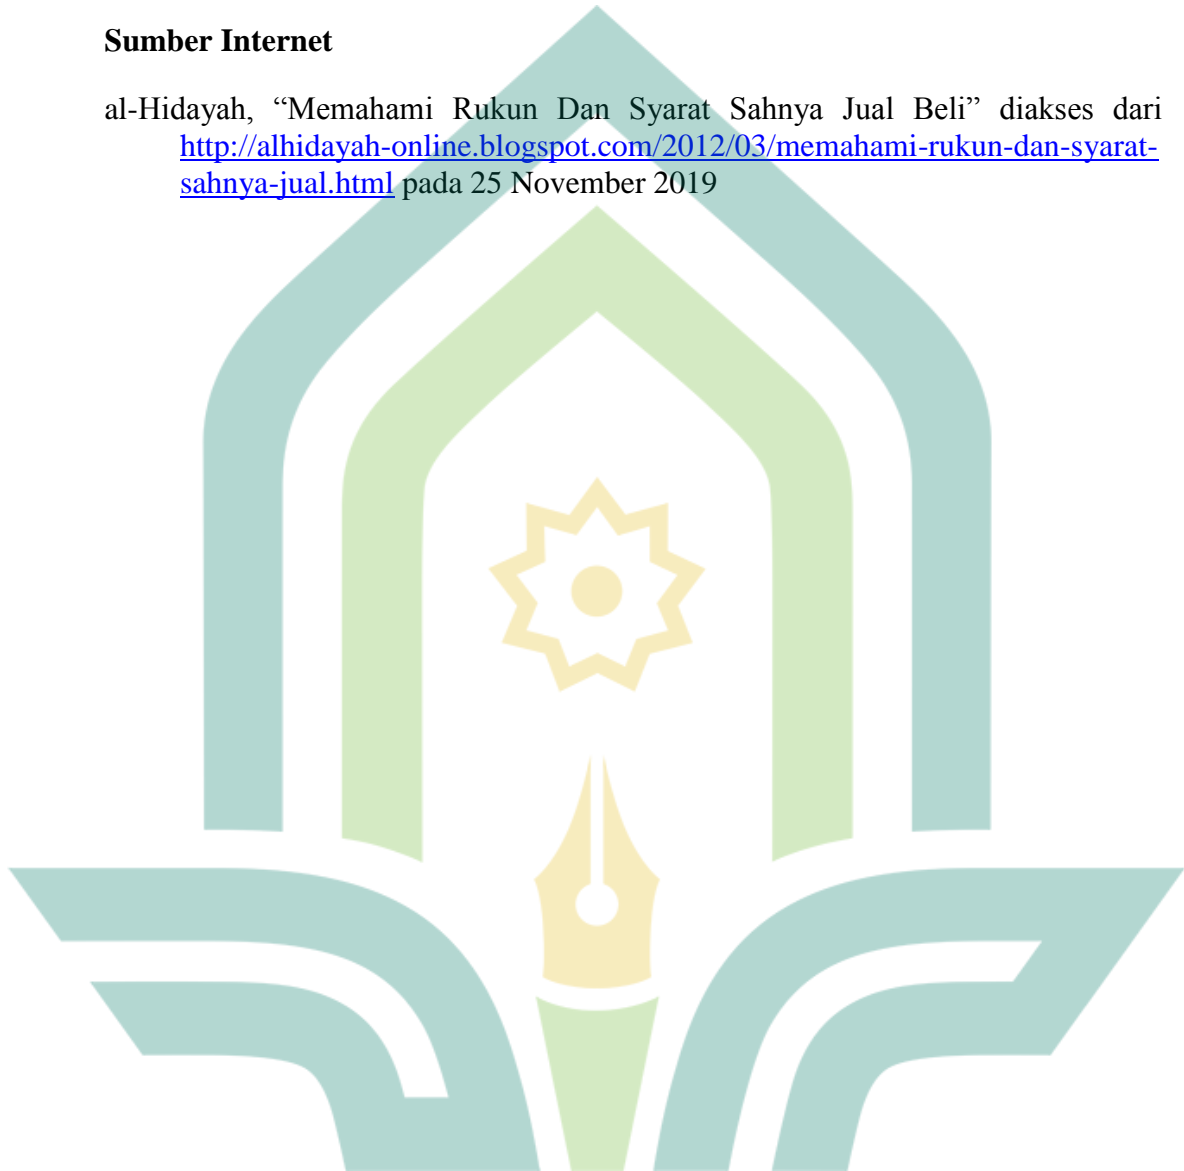 Sumber Internet
al-Hidayah, “Memahami Rukun Dan Syarat Sahnya Jual Beli” diakses dari
http://alhidayah-online.blogspot.com/2012/03/memahami-rukun-dan-syarat-
sahnya-jual.html pada 25 November 2019